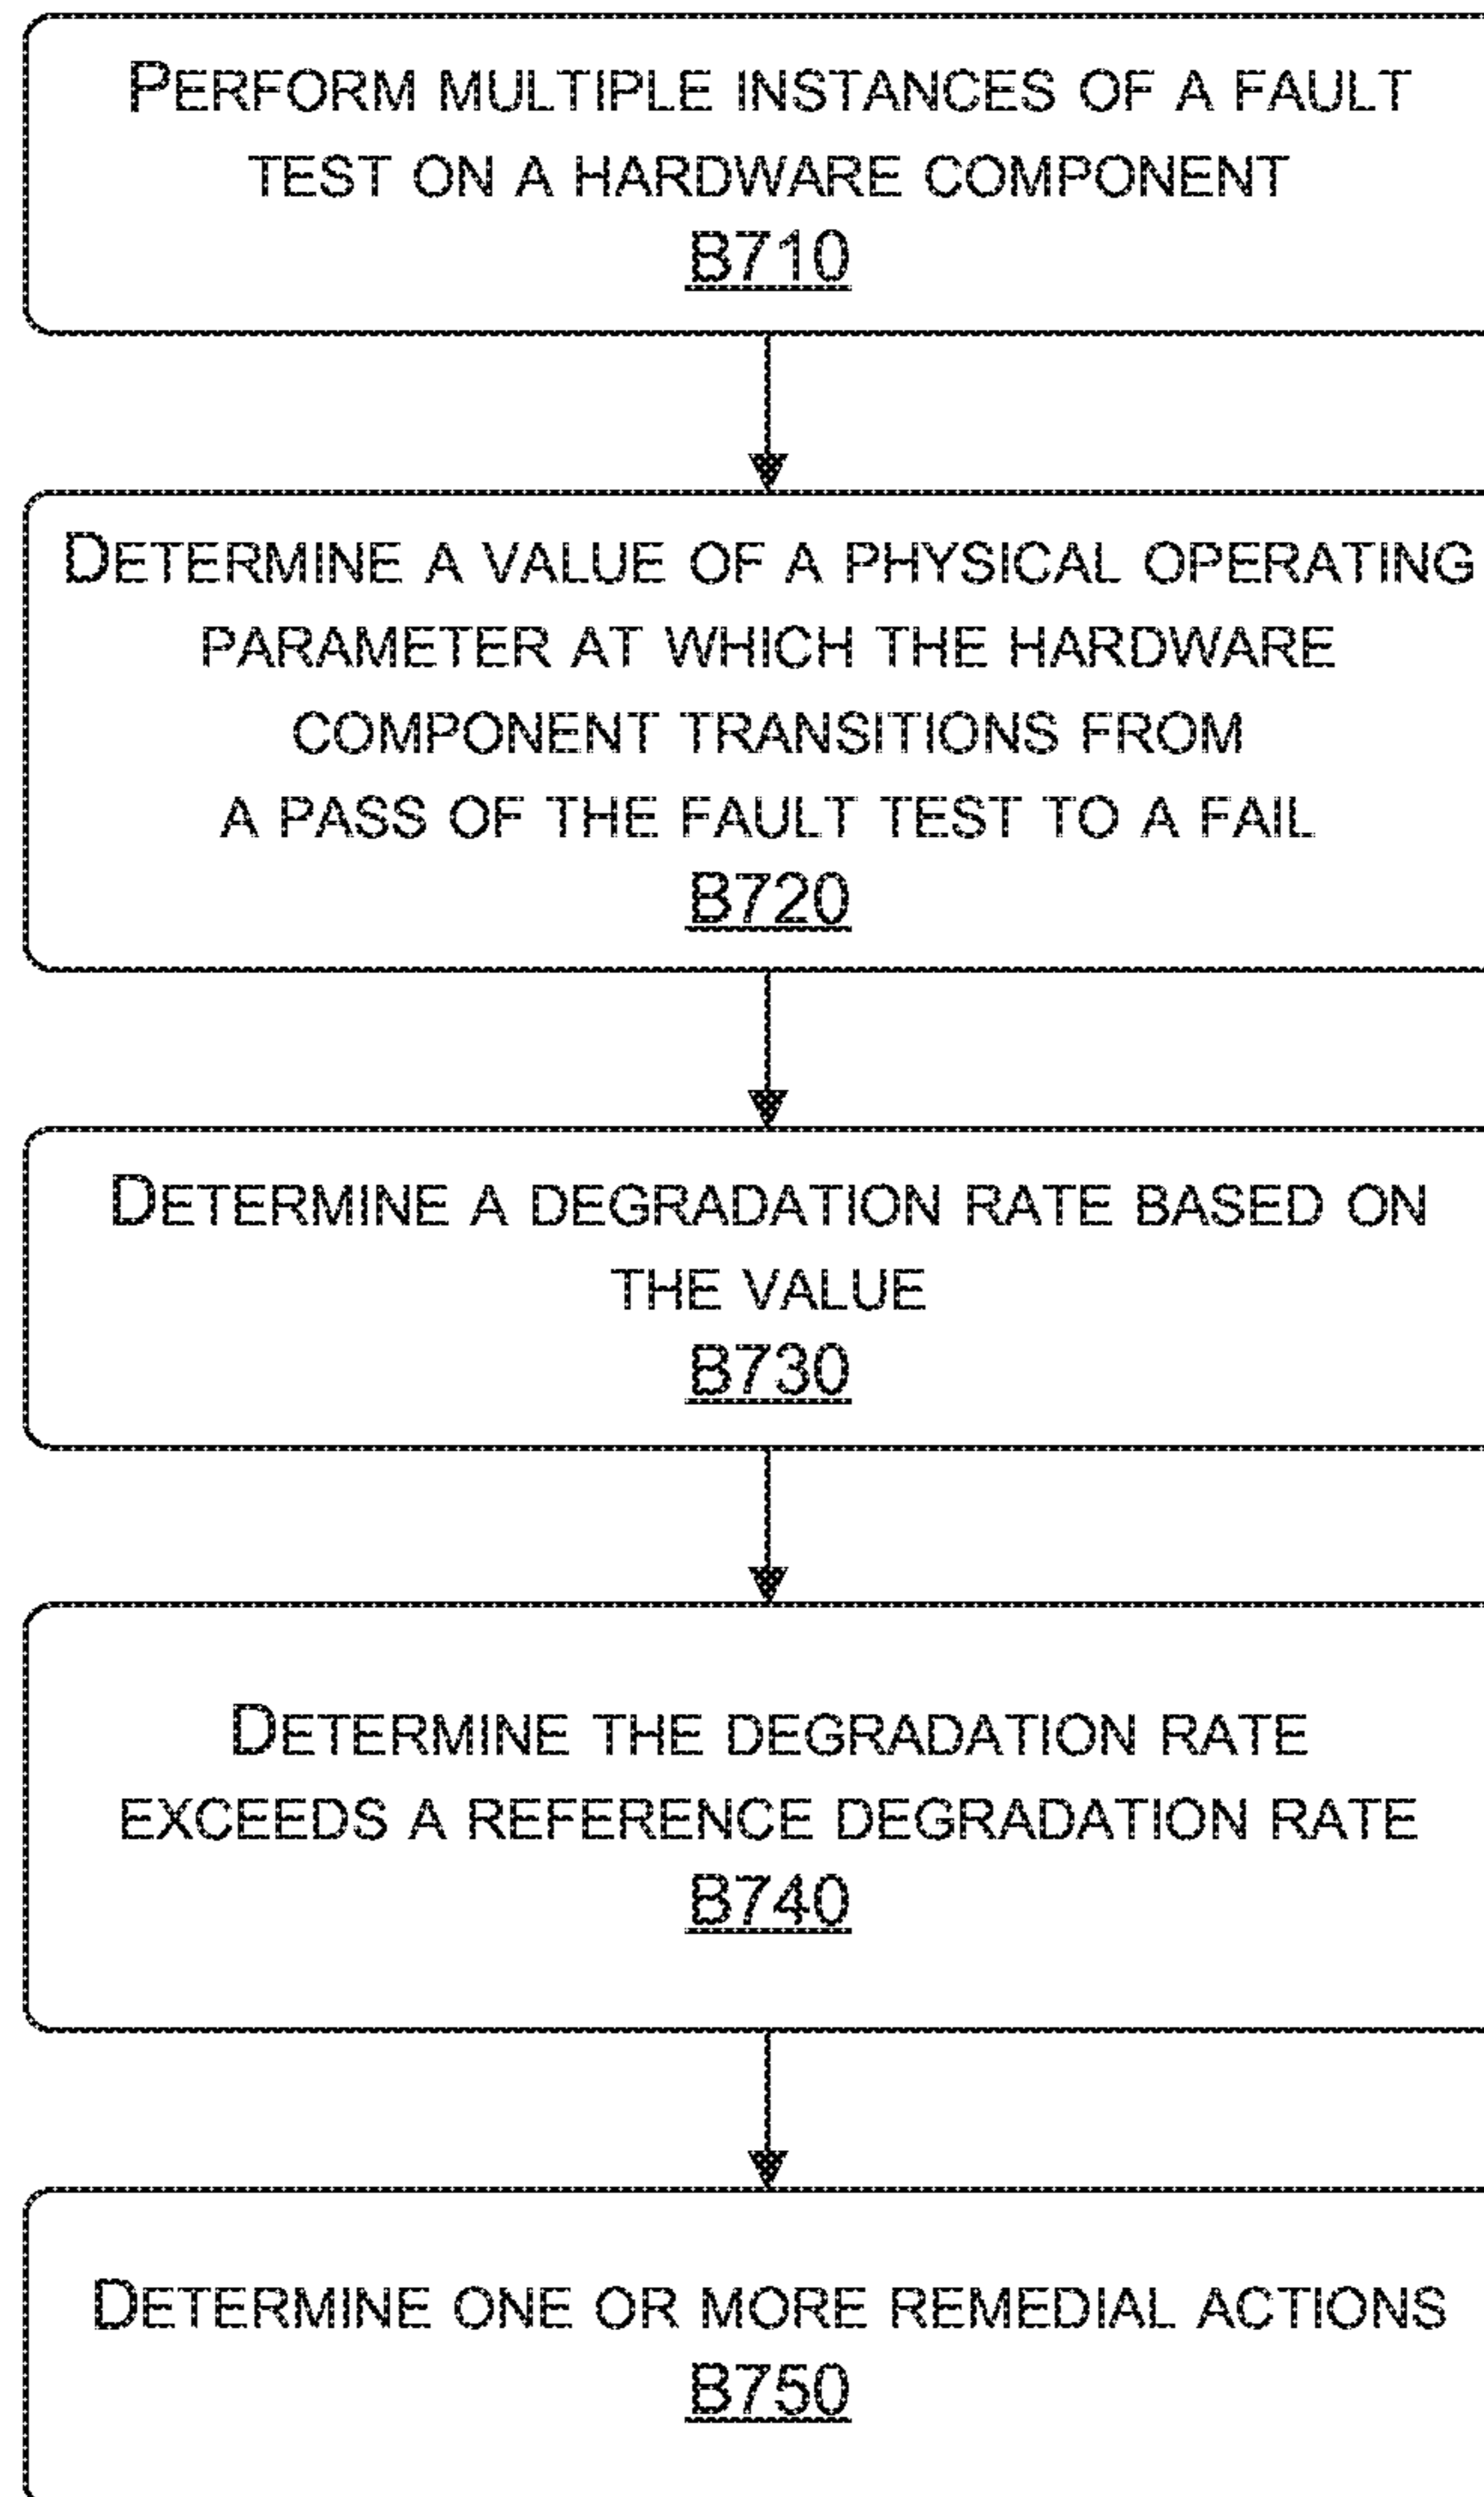 PERFORM MULTIPLE INSTANCES OF A FAULT
TEST ON A HARDWARE COMPONENT
B710
DETERMINE A VALUE OF A PHYSICAL OPERATING
PARAMETER AT WHICH THE HARDWARE
COMPONENT TRANSITIONS FROM
A PASS OF THE FAULT TEST TO A FAIL
B720
DETERMINE A DEGRADATION RATE BASED ON
THE VALUE
B730
DETERMINE THE DEGRADATION RATE
EXCEEDS A REFERENCE DEGRADATION RATE
B740
DETERMINE ONE OR MORE REMEDIAL ACTIONS
B750